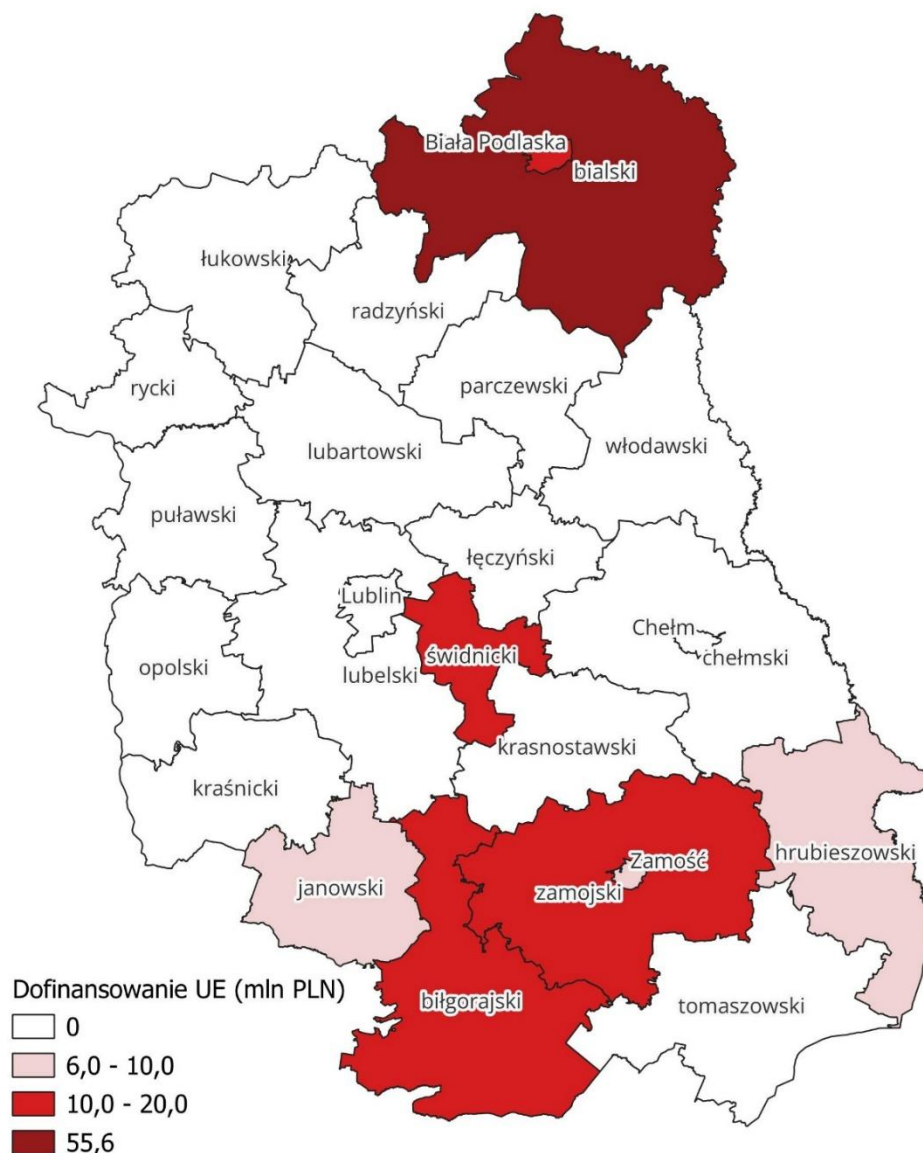 Biała Podlaska
bialski
łukowski
radzyński
rycki
parczewski
lubartowski
włodawski
puławski
łęczyński
Lublin
Chełm
świdnicki
chełmski
opolski
lubelski
krasnostawski
kraśnicki
hrubieszowski
Zamość
janowski
zamojski
Dofinansowanie UE (mln PLN)
biłgorajski
tomaszowski
0
6,0 - 10,0
10,0 - 20,0
55,6